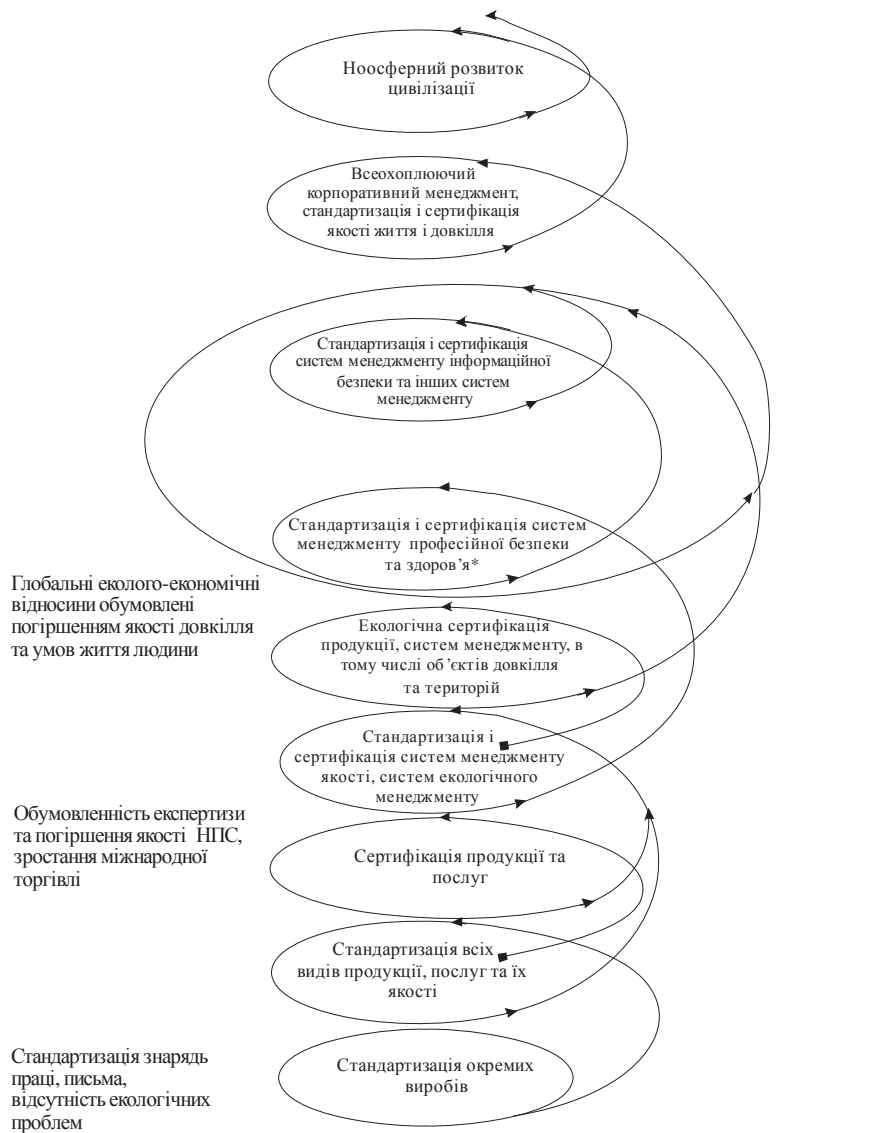 Ноосферний розвиток
цивілізації
Всеохоплюючий
корпоративний менеджмент,
стандартизація і сертифікація
якості життя і довкілля
Стандартизація і сертифікація
систем менеджменту інформаційної
безпеки та інших систем
менеджменту
Стандартизація і сертифікація систем
менеджменту професійної безпеки
та здоров’я*
Глобальні еколого-економічні
відносини обумовлені
погіршенням якості довкілля
та умов життя людини
Екологічна сертифікація
продукції, систем менеджменту, в
тому числі об’єктів довкілля
та територій
Стандартизація і
сертифікація систем менеджменту
якості, систем екологічного
менеджменту
Обумовленність експертизи
та погіршення якості НПС,
зростання міжнародної
торгівлі
Сертифікація продукції та
послуг
Стандартизація всіх
видів продукції, послуг та їх
якості
Стандартизація знарядь
праці, письма,
відсутність екологічних
проблем
Стандартизація окремих
виробів